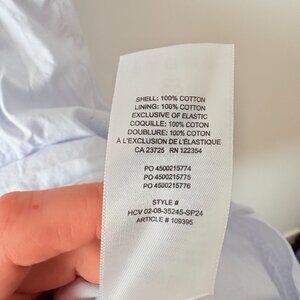 SHELL: 100% COTTON
LINING: 100% COTTON
EXCLUSIVE OF ELASTIC
COQUILLE: 100% COTON
DOUBLURE: 100% COTON
À L'EXCLUSION DE L'ÉLASTIQUE
CA 23725 RN 122354
PO 4500215774
PO 4500215775
PO 4500215776
STYLE #
HCV 02-08-35245-SP24
ARTICLE # 109395